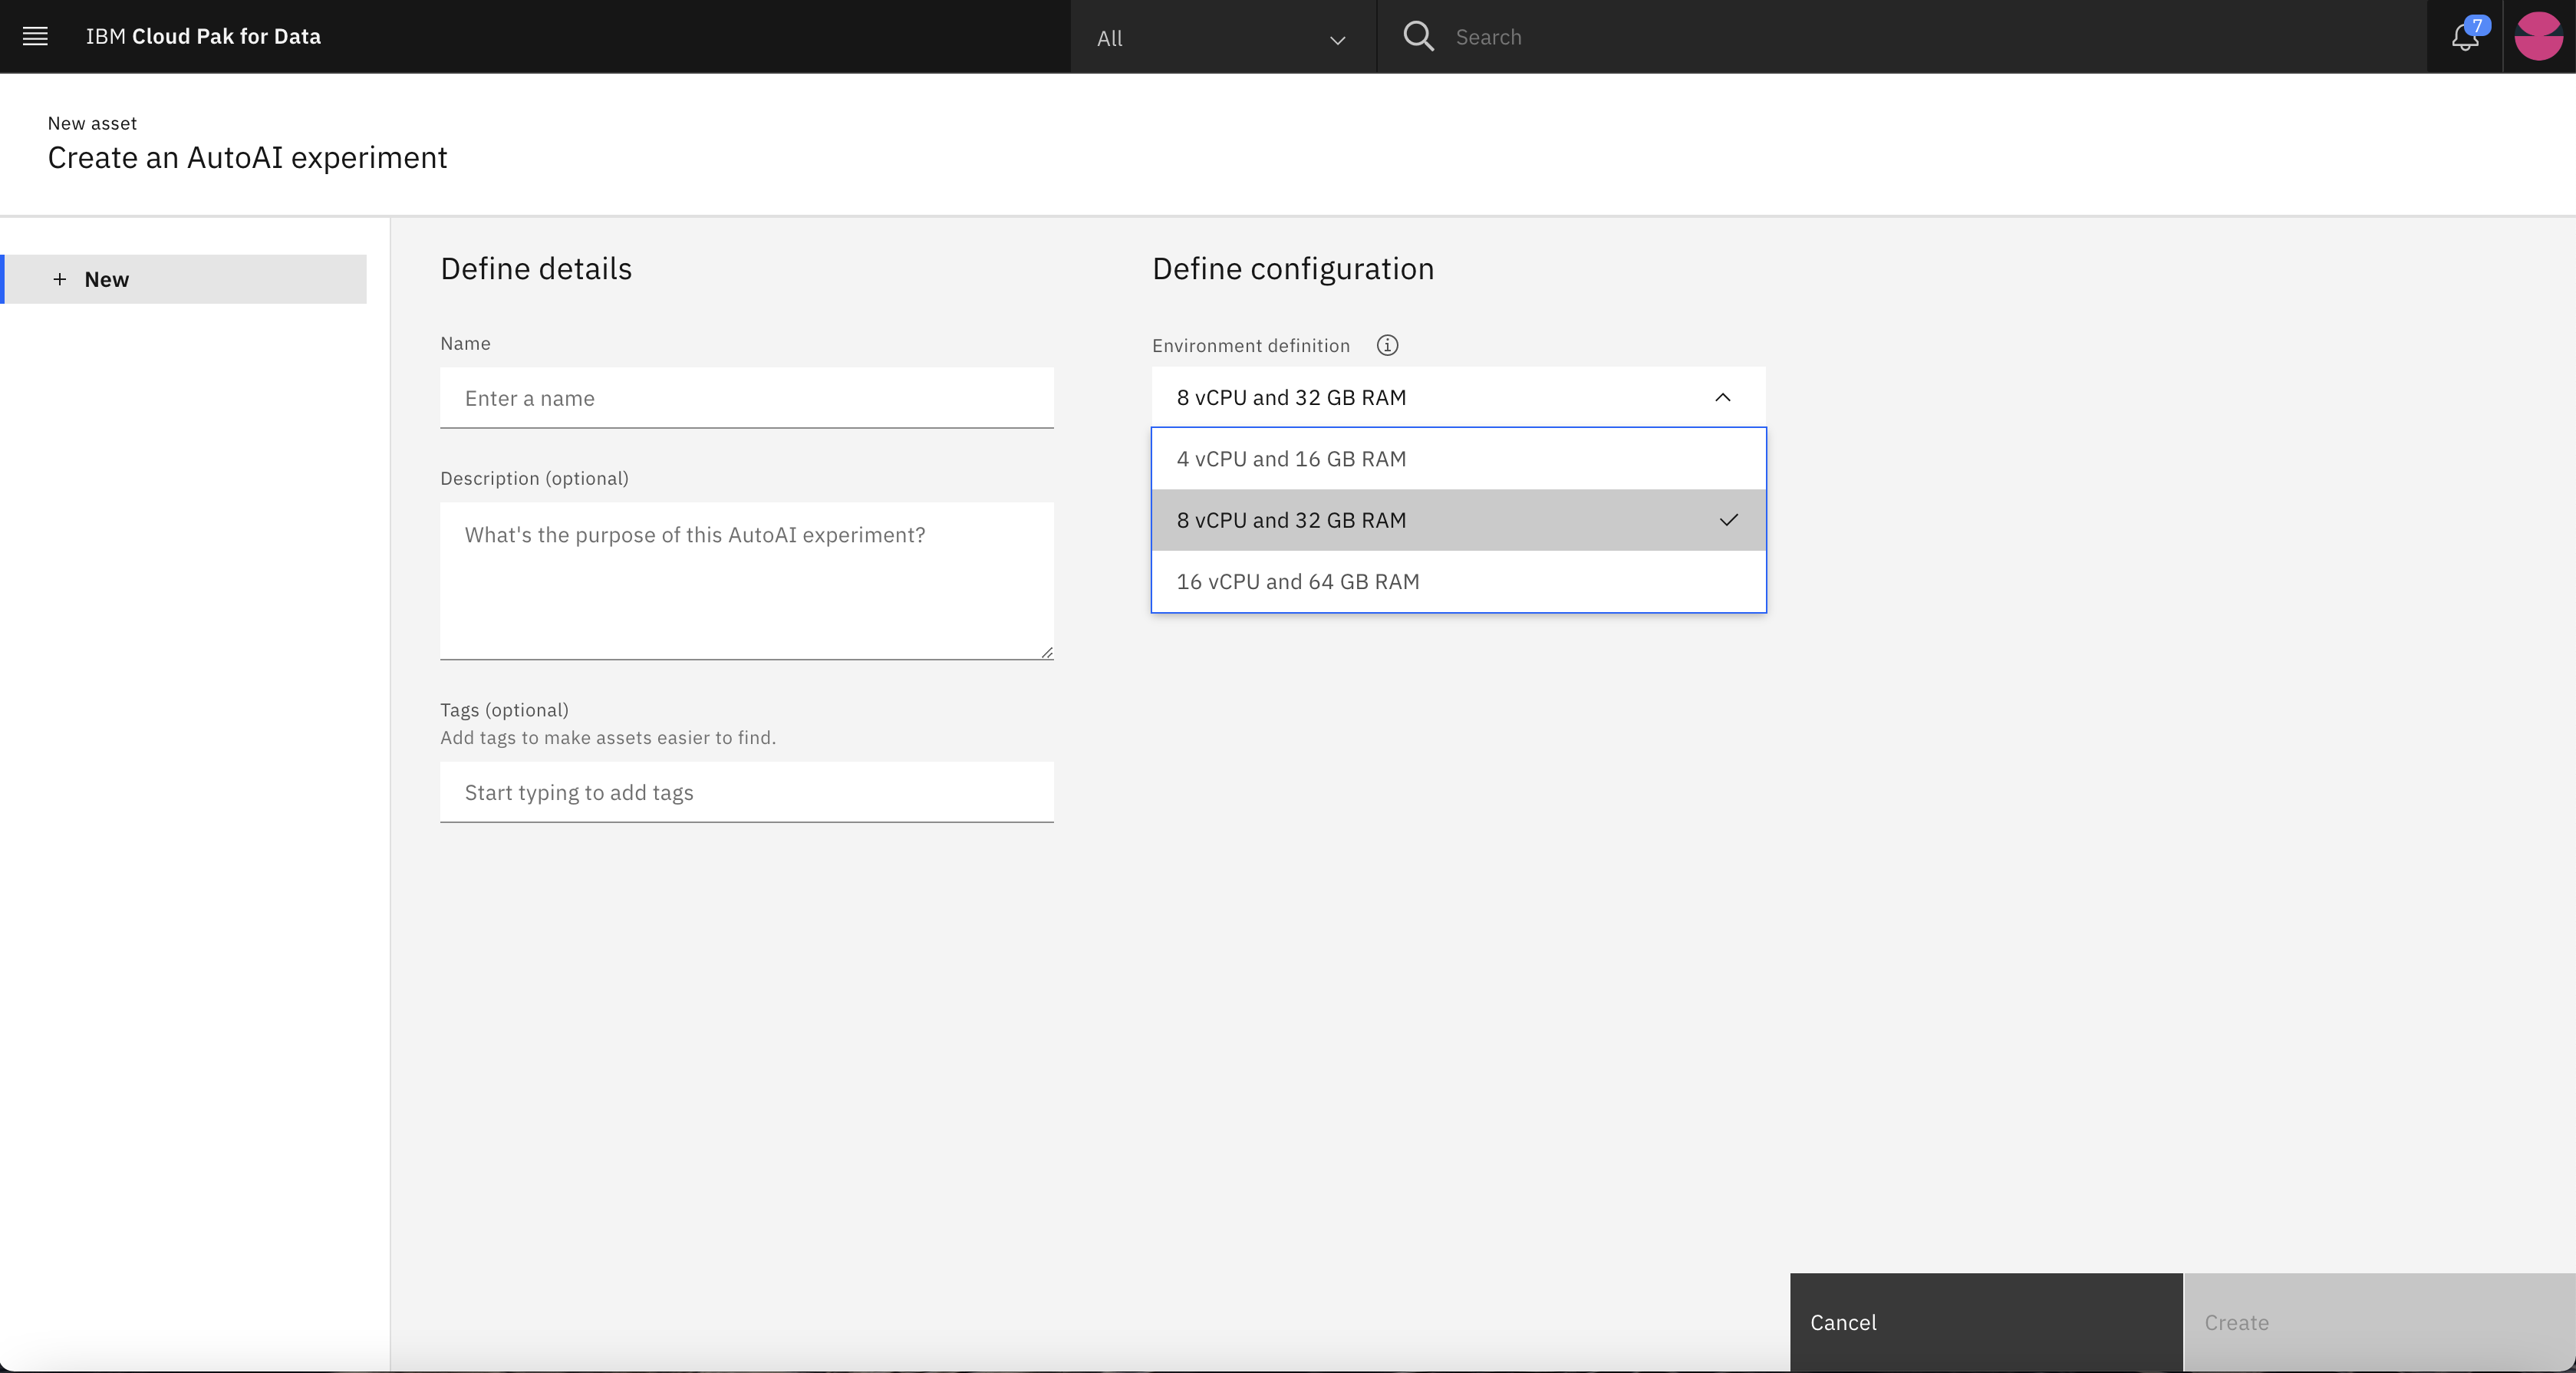 IBM Cloud Pak for Data
All
Search
7
New asset
Create an AutoAI experiment
+ New
Define details
Name
Enter a name
Description (optional)
What's the purpose of this AutoAI experiment?
Tags (optional)
Add tags to make assets easier to find.
Start typing to add tags
Define configuration
Environment definition
8 vCPU and 32 GB RAM
4 vCPU and 16 GB RAM
8 vCPU and 32 GB RAM
16 vCPU and 64 GB RAM
Cancel
Create